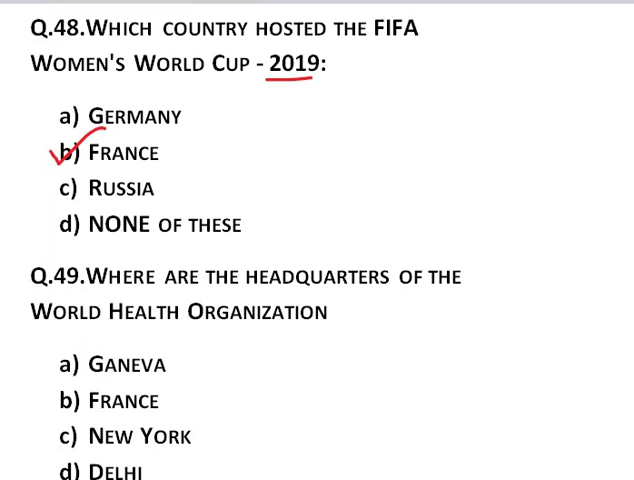 Q.48.WHICH COUNTRY HOSTED THE FIFA
WOMEN'S WORLD CUP - 2019:
a) GERMANY
b) FRANCE
c) RUSSIA
d) NONE OF THESE
Q.49.WHERE ARE THE HEADQUARTERS OF THE
WORLD HEALTH ORGANIZATION
a) GANEVA
b) FRANCE
c) NEW YORK
d) DELHI